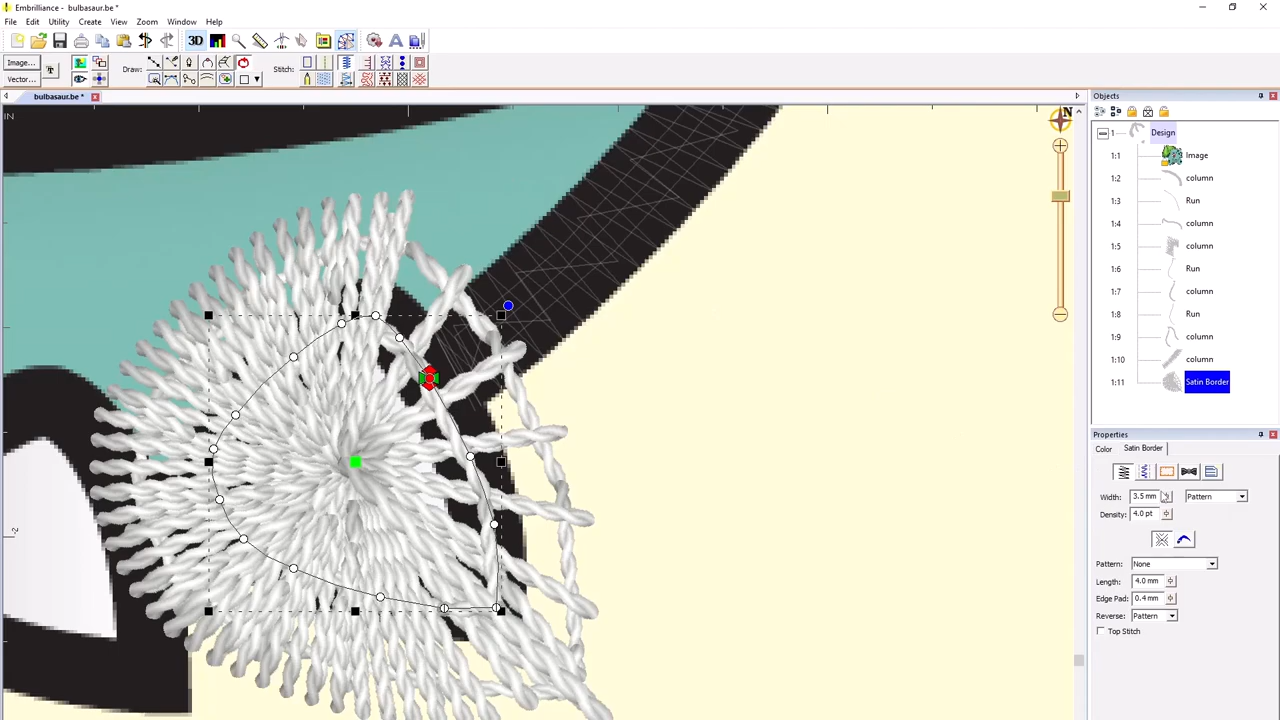 Embrilliance - bulbasaur.be *
File Edit Utility Create View Zoom Window Help
3D
Image... Draw: Stitch:
Vector...
bulbasaur.be *
IN
N
2
Objects
1 Design
1:1 Image
1:2 column
1:3 Run
1:4 column
1:5 column
1:6 Run
1:7 column
1:8 Run
1:9 column
1:10 column
1:11 Satin Border
Properties
Color Satin Border
Width: 3.5 mm Pattern
Density: 4.0 pt
Pattern: None
Length: 4.0 mm
Edge Pad: 0.4 mm
Reverse: Pattern
Top Stitch